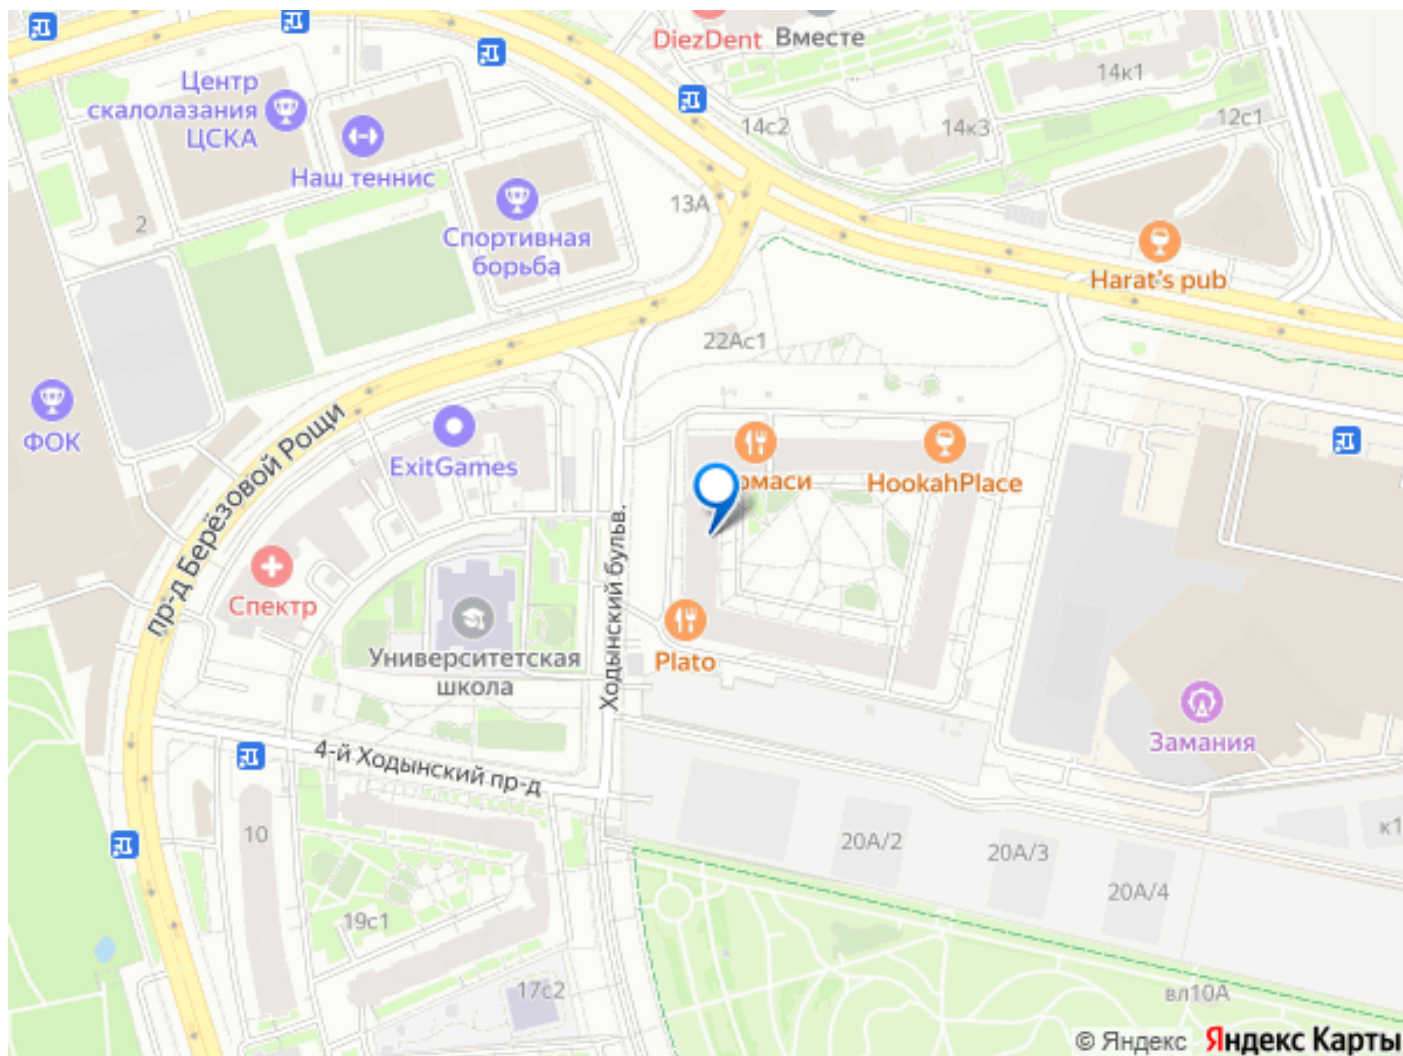 DiezDent
Вместе
Центр
скалолазания
ЦСКА
14к1
14с2
14к3
12с1
Наш теннис
13А
2
Спортивная
борьба
Harat's pub
22Ас1
ФОК
ExitGames
HookahPlace
пр-д Берёзовой Рощи
Ходынский бульв.
Спектр
Университетская
школа
Plato
Замания
4-й Ходынский пр-д
10
20А/2
20А/3
20А/4
к1
19с1
17с2
вл10А
© Яндекс Яндекс Карты